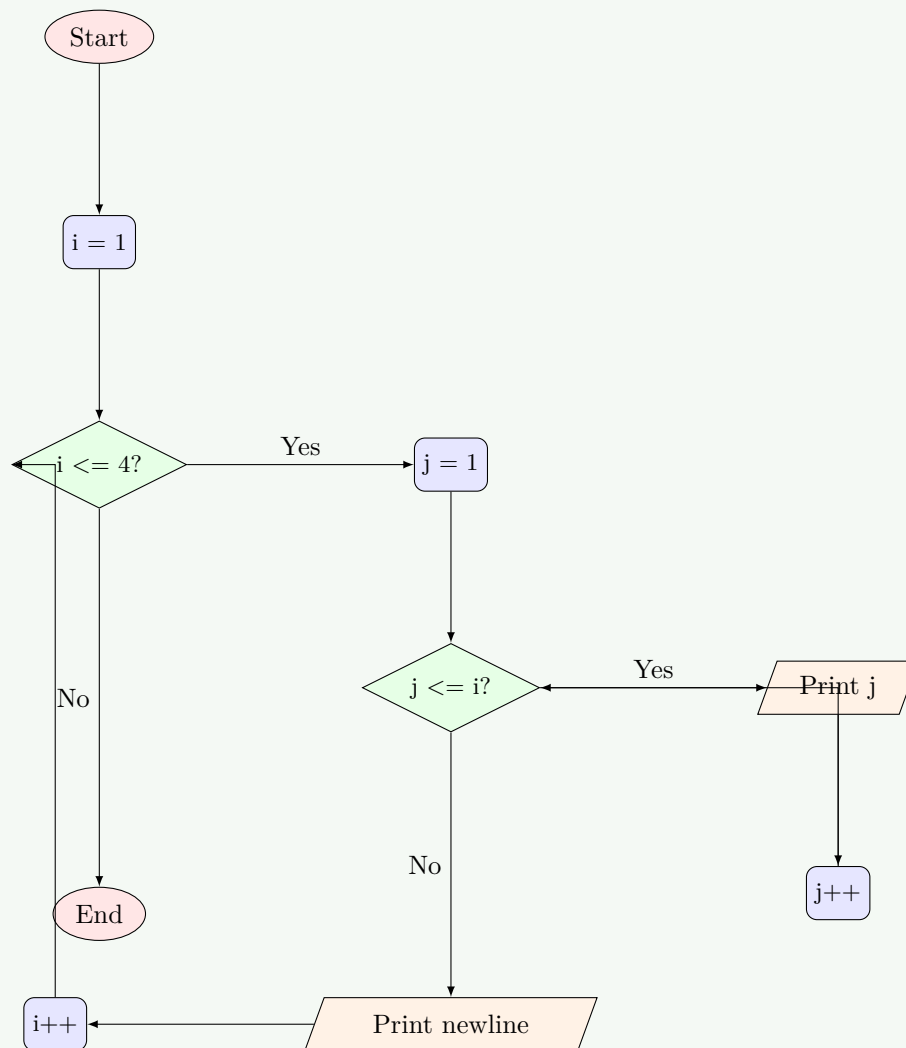 Start
i = 1
i <= 4?
Yes
j = 1
j <= i?
Yes
Print j
No
No
j++
End
i++
Print newline